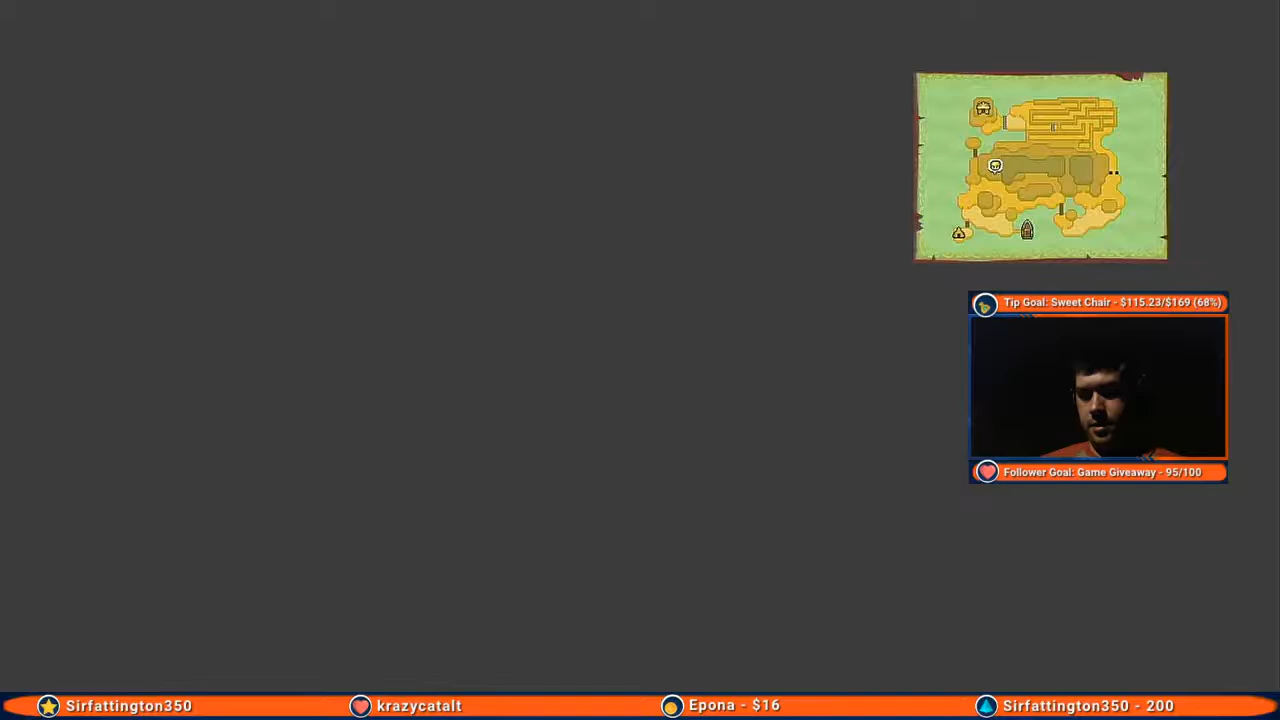 Tip Goal: Sweet Chair - $115.23/$169 (68%)
Follower Goal: Game Giveaway - 95/100
Sirfattington350
krazycatalt
Epona - $16
Sirfattington350 - 200